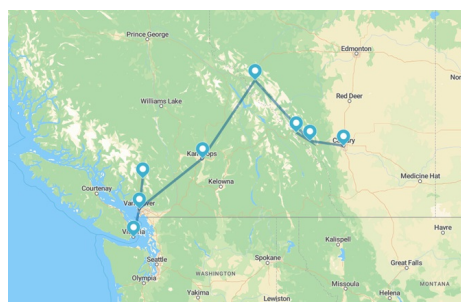 Prince George
Edmonton
Red Deer
Williams Lake
Kamloops
Calgary
Courtenay
Kelowna
Medicine Hat
Vancouver
Victoria
Havre
Kalispell
Seattle
Spokane
Great Falls
Olympia
WASHINGTON
Missoula
MONTANA
Helena
Yakima
Lewiston